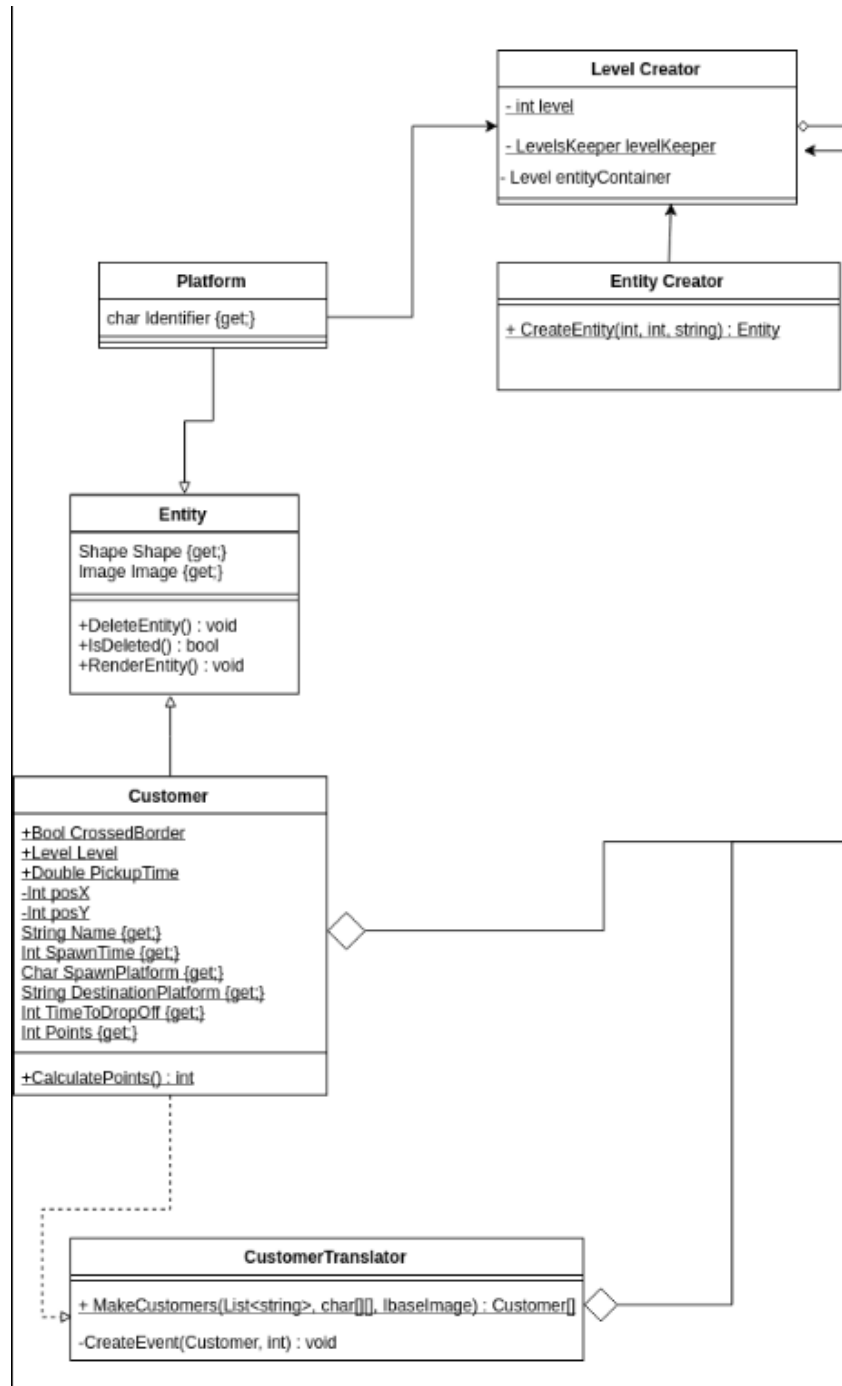 Level Creator
- int level
- LevelsKeeper levelKeeper
- Level entityContainer
Platform
char Identifier {get;}
Entity Creator
+ CreateEntity(int, int, string) : Entity
Entity
Shape Shape {get;}
Image Image {get;}
+DeleteEntity() : void
+IsDeleted() : bool
+RenderEntity() : void
Customer
+Bool CrossedBorder
+Level Level
+Double PickupTime
-Int posX
-Int posY
String Name {get;}
Int SpawnTime {get;}
Char SpawnPlatform {get;}
String DestinationPlatform {get;}
Int TimeToDropOff {get;}
Int Points {get;}
+CalculatePoints() : int
CustomerTranslator
+ MakeCustomers(List<string>, char[][], IbaseImage) : Customer[]
-CreateEvent(Customer, int) : void